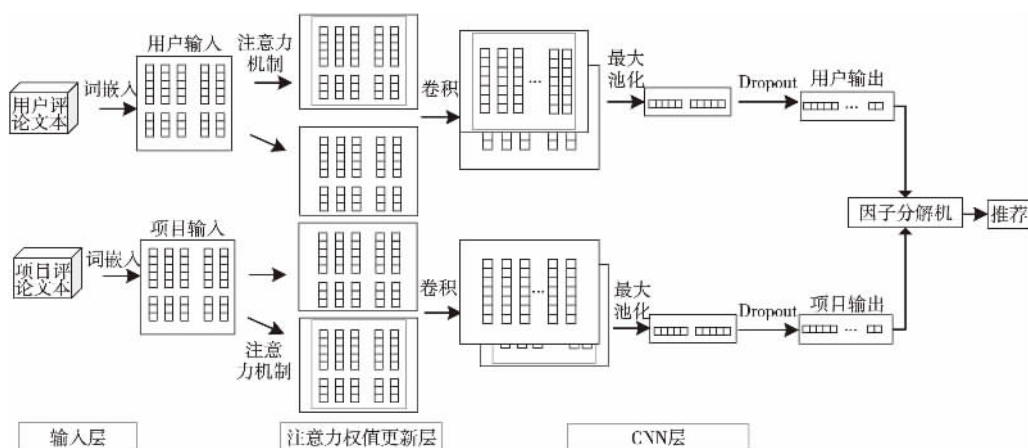 用户评
论文本
词嵌入
用户输入
注意力
机制
卷积
...
最大
池化
Dropout
用户输出
...
项目评
论文本
词嵌入
项目输入
注意
力机制
卷积
...
最大
池化
Dropout
项目输出
...
因子分解机
推荐
输入层
注意力权值更新层
CNN层